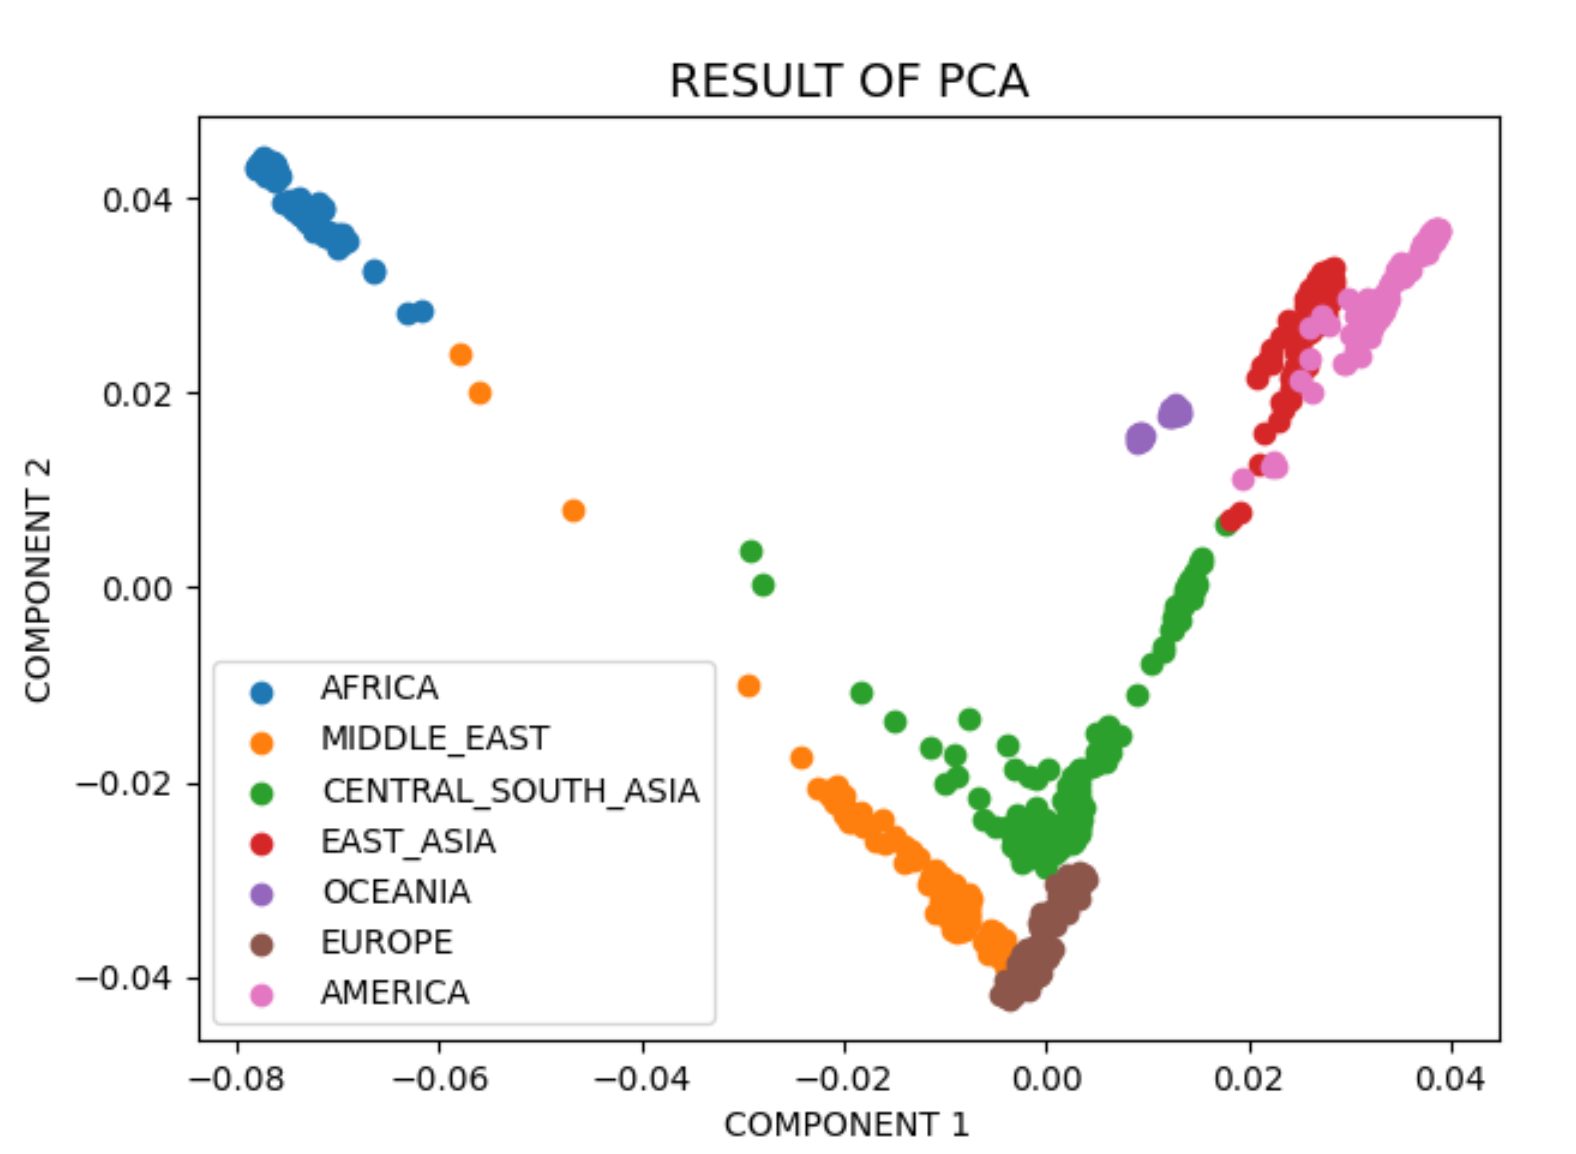 RESULT OF PCA
COMPONENT 2
0.04
0.02
0.00
−0.02
−0.04
AFRICA
MIDDLE_EAST
CENTRAL_SOUTH_ASIA
EAST_ASIA
OCEANIA
EUROPE
AMERICA
−0.08 −0.06 −0.04 −0.02 0.00 0.02 0.04
COMPONENT 1